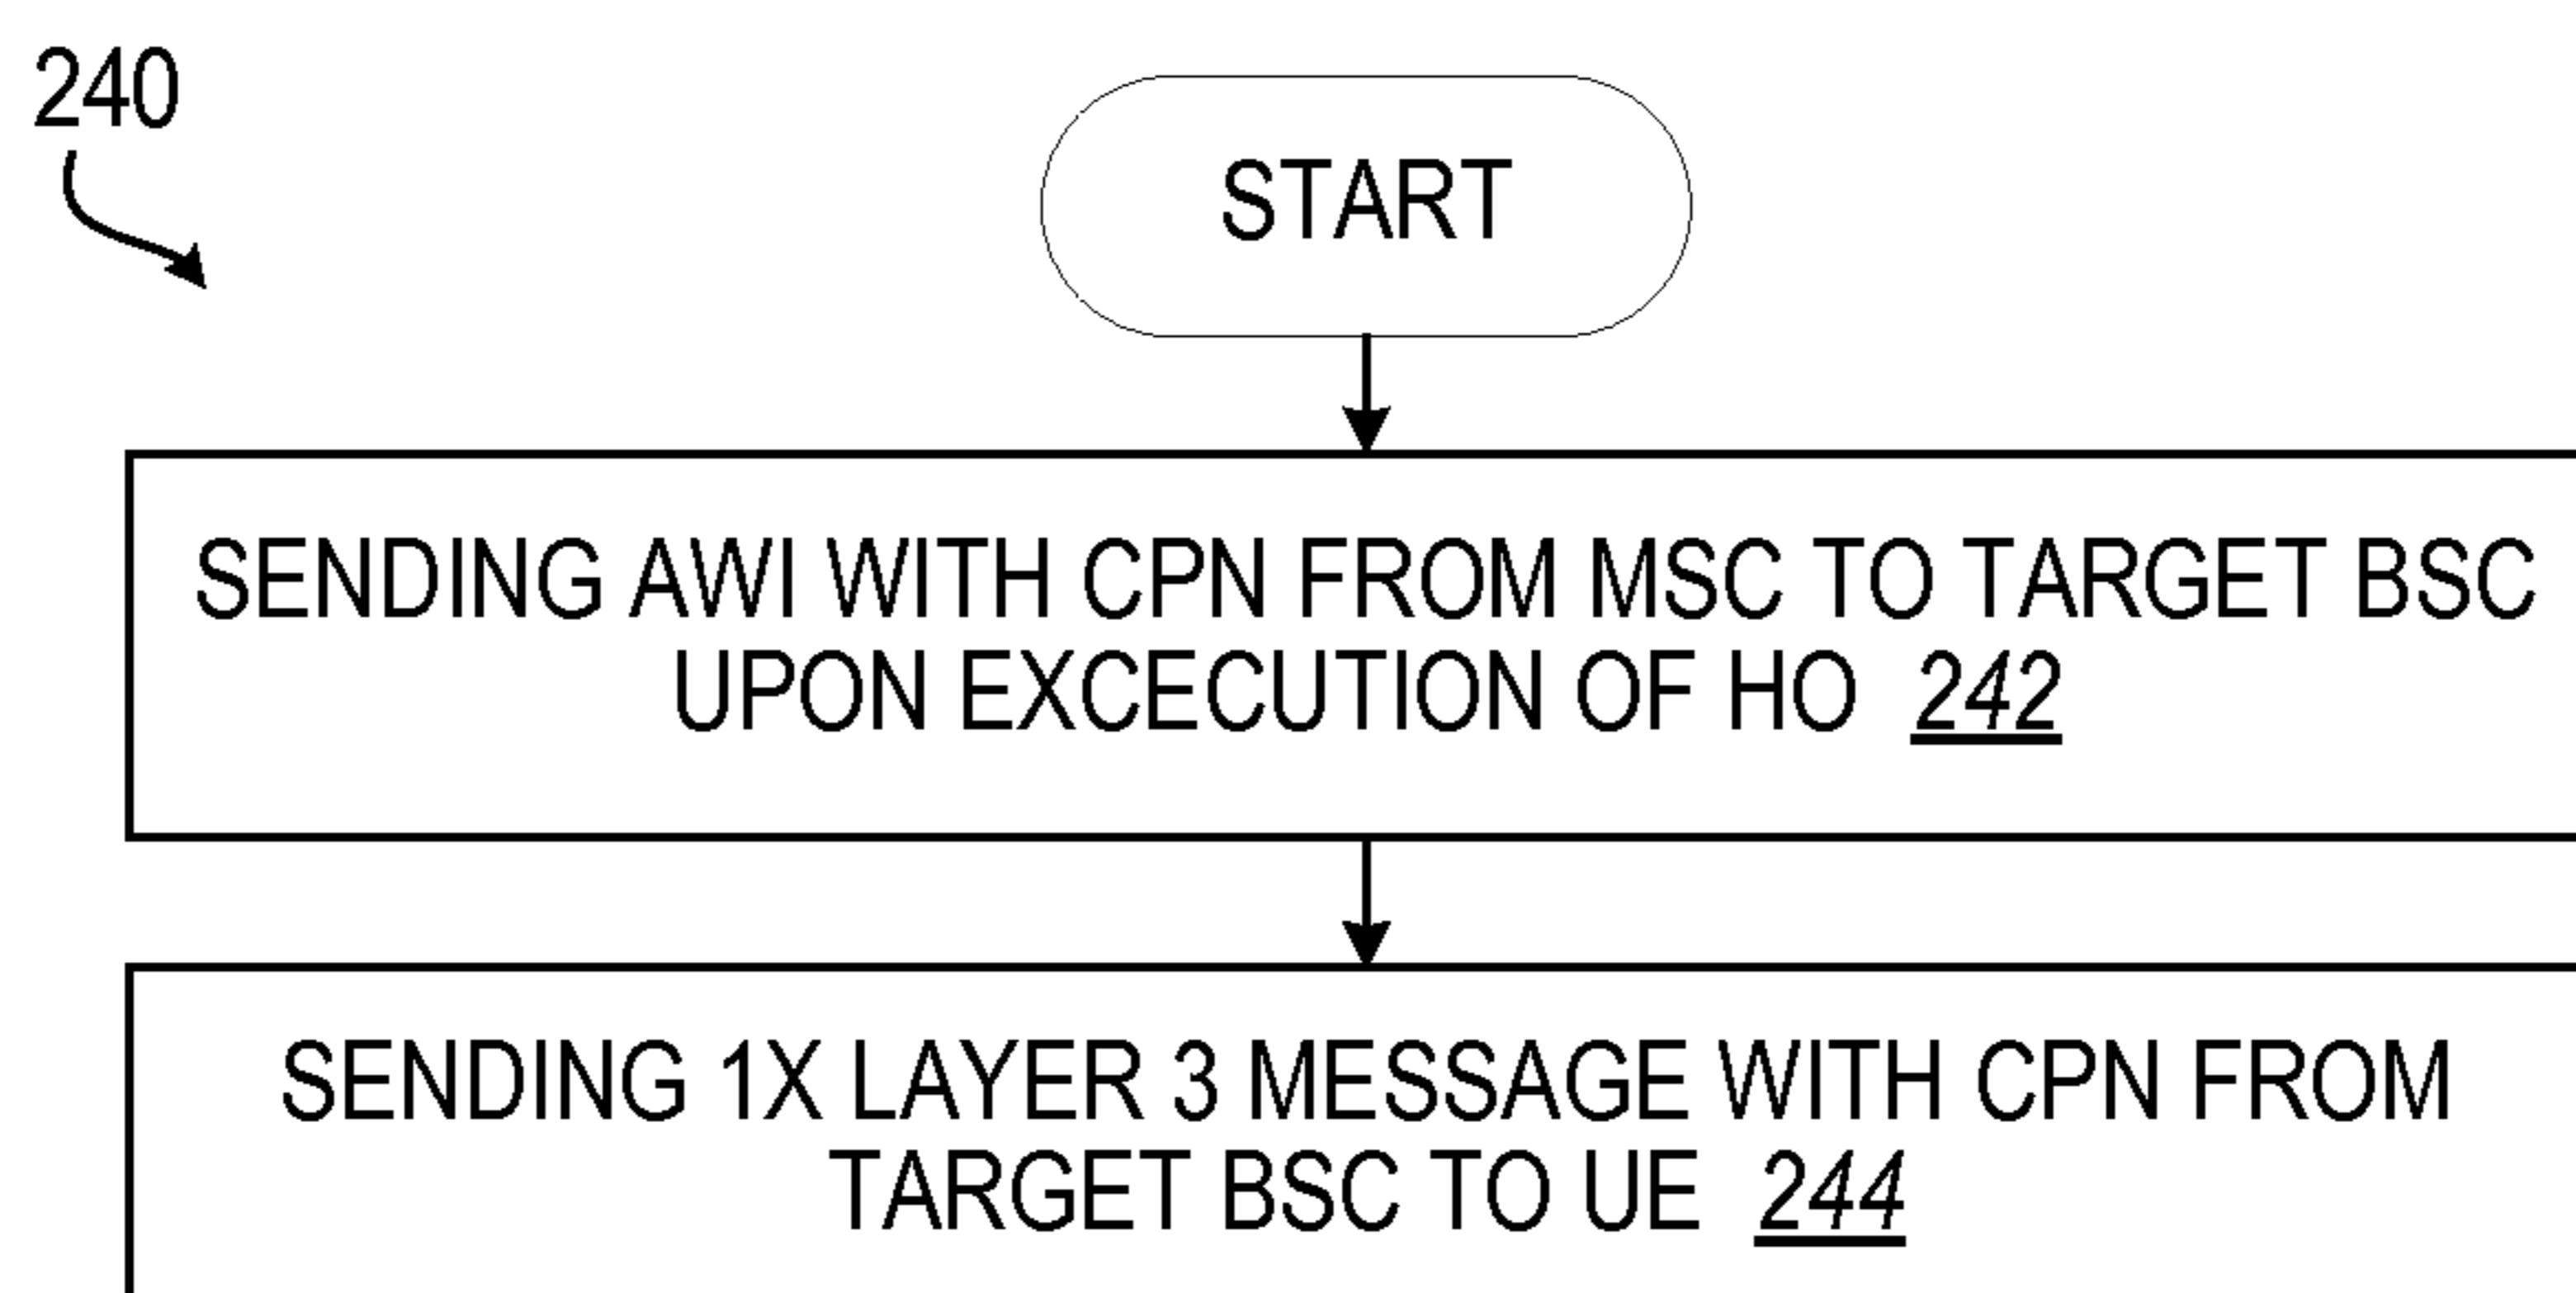 240
START
SENDING AWI WITH CPN FROM MSC TO TARGET BSC
UPON EXCECUTION OF HO 242
SENDING 1X LAYER 3 MESSAGE WITH CPN FROM
TARGET BSC TO UE 244